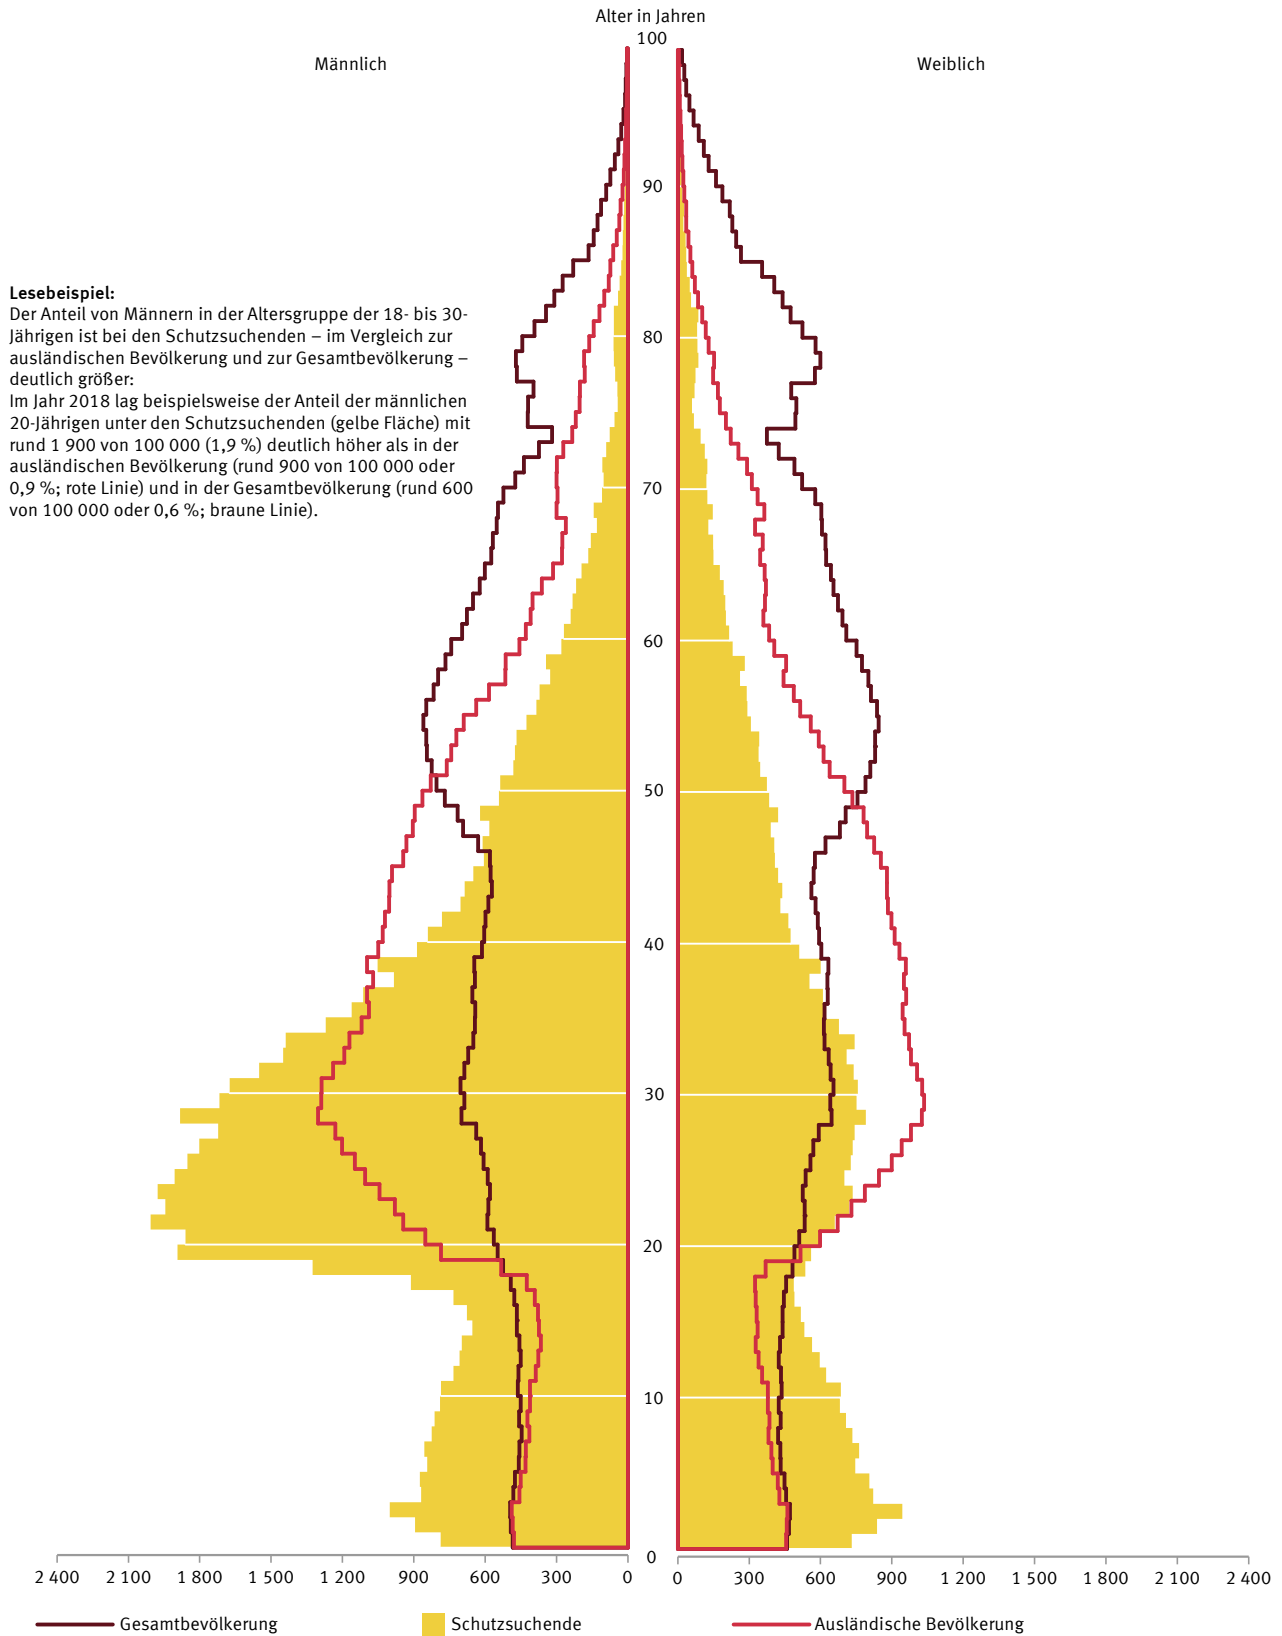 Alter in Jahren
100
Männlich
Weiblich
90
Lesebeispiel:
Der Anteil von Männern in der Altersgruppe der 18- bis 30-
Jährigen ist bei den Schutzsuchenden – im Vergleich zur
ausländischen Bevölkerung und zur Gesamtbevölkerung –
deutlich größer:
Im Jahr 2018 lag beispielsweise der Anteil der männlichen
20-Jährigen unter den Schutzsuchenden (gelbe Fläche) mit
rund 1 900 von 100 000 (1,9 %) deutlich höher als in der
ausländischen Bevölkerung (rund 900 von 100 000 oder
0,9 %; rote Linie) und in der Gesamtbevölkerung (rund 600
von 100 000 oder 0,6 %; braune Linie).
80
70
60
50
40
30
20
10
0
2 400 2 100 1 800 1 500 1 200 900 600 300 0 0 300 600 900 1 200 1 500 1 800 2 100 2 400
Gesamtbevölkerung Schutzsuchende Ausländische Bevölkerung